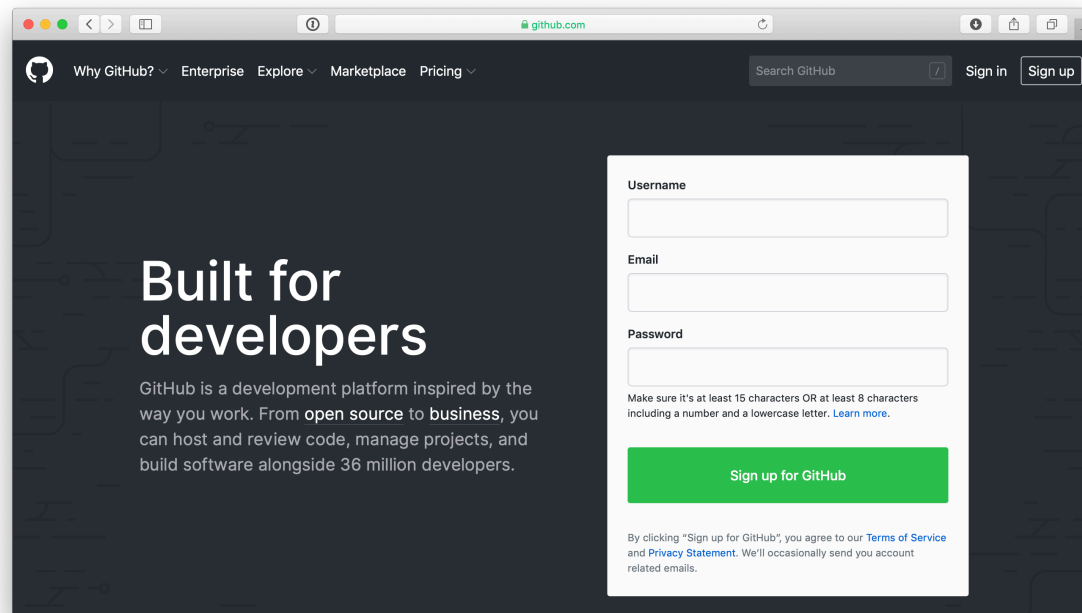 github.com
Why GitHub? Enterprise Explore Marketplace Pricing
Search GitHub /
Sign in
Sign up
Built for
developers
GitHub is a development platform inspired by the
way you work. From open source to business, you
can host and review code, manage projects, and
build software alongside 36 million developers.
Username
Email
Password
Make sure it's at least 15 characters OR at least 8 characters
including a number and a lowercase letter. Learn more.
Sign up for GitHub
By clicking “Sign up for GitHub”, you agree to our Terms of Service
and Privacy Statement. We’ll occasionally send you account
related emails.